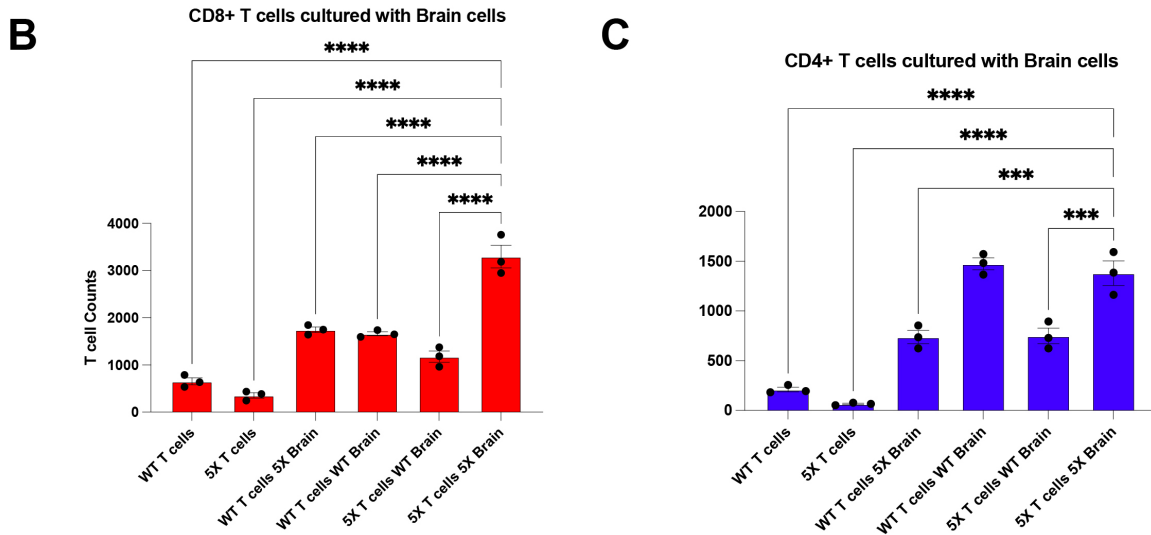 B
CD8+ T cells cultured with Brain cells
****
****
****
****
****
4000
3000
2000
1000
0
T cell Counts
WT T cells
5X T cells
WT T cells 5X Brain
WT T cells WT Brain
5X T cells WT Brain
5X T cells 5X Brain
C
CD4+ T cells cultured with Brain cells
****
****
***
***
2000
1500
1000
500
0
WT T cells
5X T cells
WT T cells 5X Brain
WT T cells WT Brain
5X T cells WT Brain
5X T cells 5X Brain